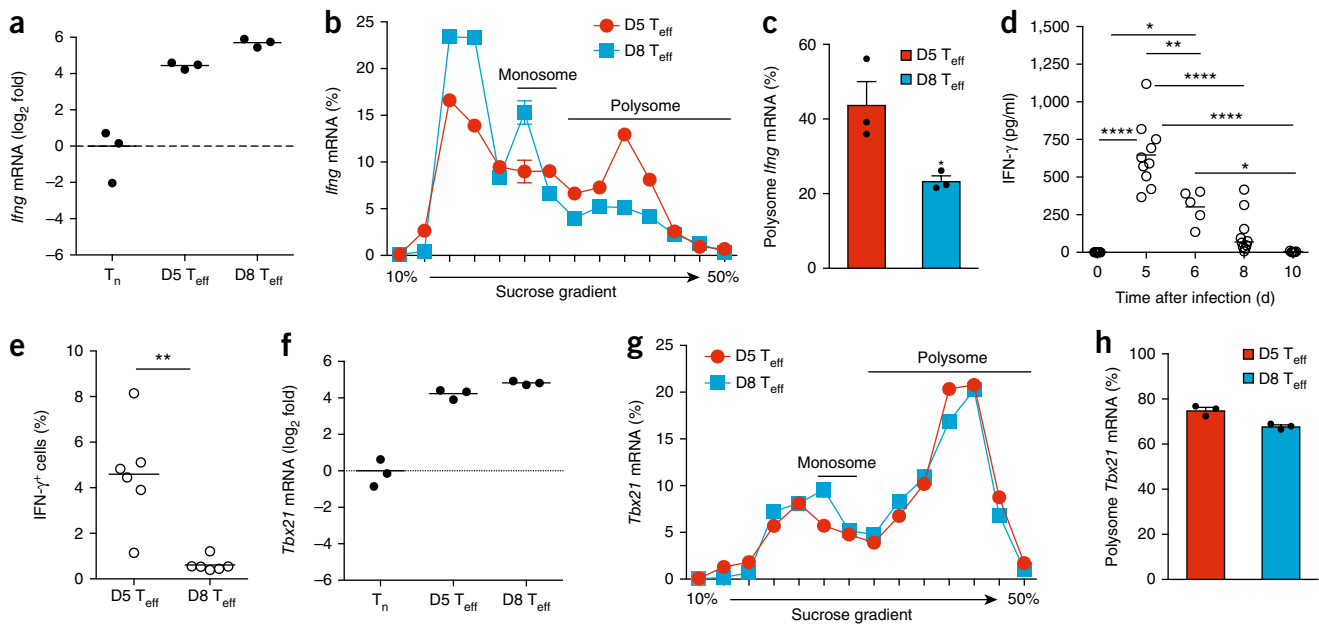 a
Ifng mRNA (log2 fold)
6
4
2
0
−2
−4
−6
Tn
D5 Teff
D8 Teff
b
Ifng mRNA (%)
25
20
15
10
5
0
D5 Teff
D8 Teff
Monosome
Polysome
10%
50%
Sucrose gradient
c
Polysome Ifng mRNA (%)
60
40
20
0
D5 Teff
D8 Teff
*
d
IFN-γ (pg/ml)
1,500
1,250
1,000
750
500
250
0
*
**
****
****
****
*
0
5
6
8
10
Time after infection (d)
e
IFN-γ+ cells (%)
10
8
6
4
2
0
**
D5 Teff
D8 Teff
f
Tbx21 mRNA (log2 fold)
6
4
2
0
−2
−4
−6
Tn
D5 Teff
D8 Teff
g
Tbx21 mRNA (%)
25
20
15
10
5
0
D5 Teff
D8 Teff
Polysome
Monosome
10%
50%
Sucrose gradient
h
Polysome Tbx21 mRNA (%)
100
80
60
40
20
0
D5 Teff
D8 Teff